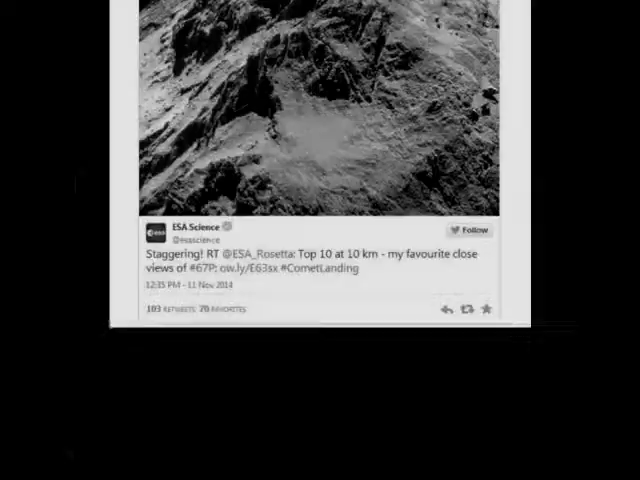 esa
ESA Science
Follow
@esascience
Staggering! RT @ESA_Rosetta: Top 10 at 10 km - my favourite close
views of #67P: ow.ly/E63sx #CometLanding
12:35 PM - 11 Nov 2014
103 RETWEETS 70 FAVORITES